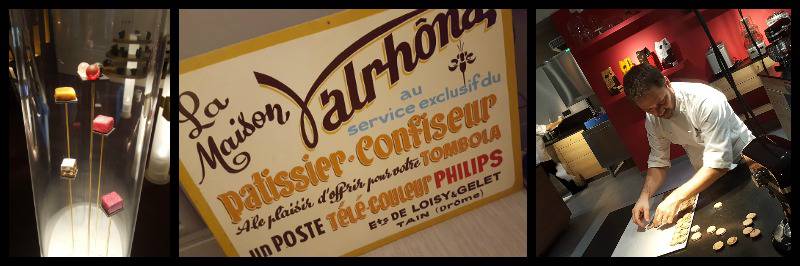 La
Maison
Valrhôna,
au
service exclusif du
Patissier-Confiseur
A le plaisir d'offrir pour votre TOMBOLA
un POSTE TÉLÉ-COULEUR PHILIPS
Ets DE LOISY & GELET
TAIN (Drôme)